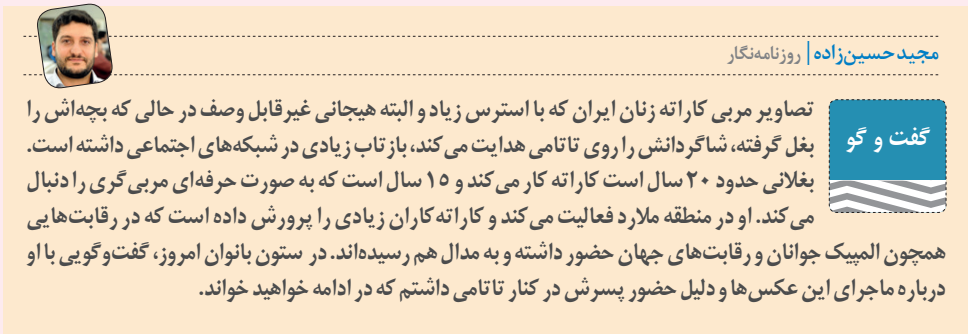 مجید حسین‌زاده | روزنامه‌نگار
گفت و گو
تصاویر مربی کاراته زنان ایران که با استرس زیاد و البته هیجانی غیرقابل وصف در حالی که بچه‌اش را
بغل گرفته، شاگردانش را روی تاتامی هدایت می‌کند، بازتاب زیادی در شبکه‌های اجتماعی داشته است.
بغلانی حدود ۲۰ سال است کاراته کار می‌کند و ۱۵ سال است که به صورت حرفه‌ای مربی‌گری را دنبال
می‌کند. او در منطقه ملارد فعالیت می‌کند و کاراته‌کاران زیادی را پرورش داده است که در رقابت‌هایی
همچون المپیک جوانان و رقابت‌های جهان حضور داشته و به مدال هم رسیده‌اند. در ستون بانوان امروز، گفت‌وگویی با او
درباره ماجرای این عکس‌ها و دلیل حضور پسرش در کنار تاتامی داشتم که در ادامه خواهید خواند.